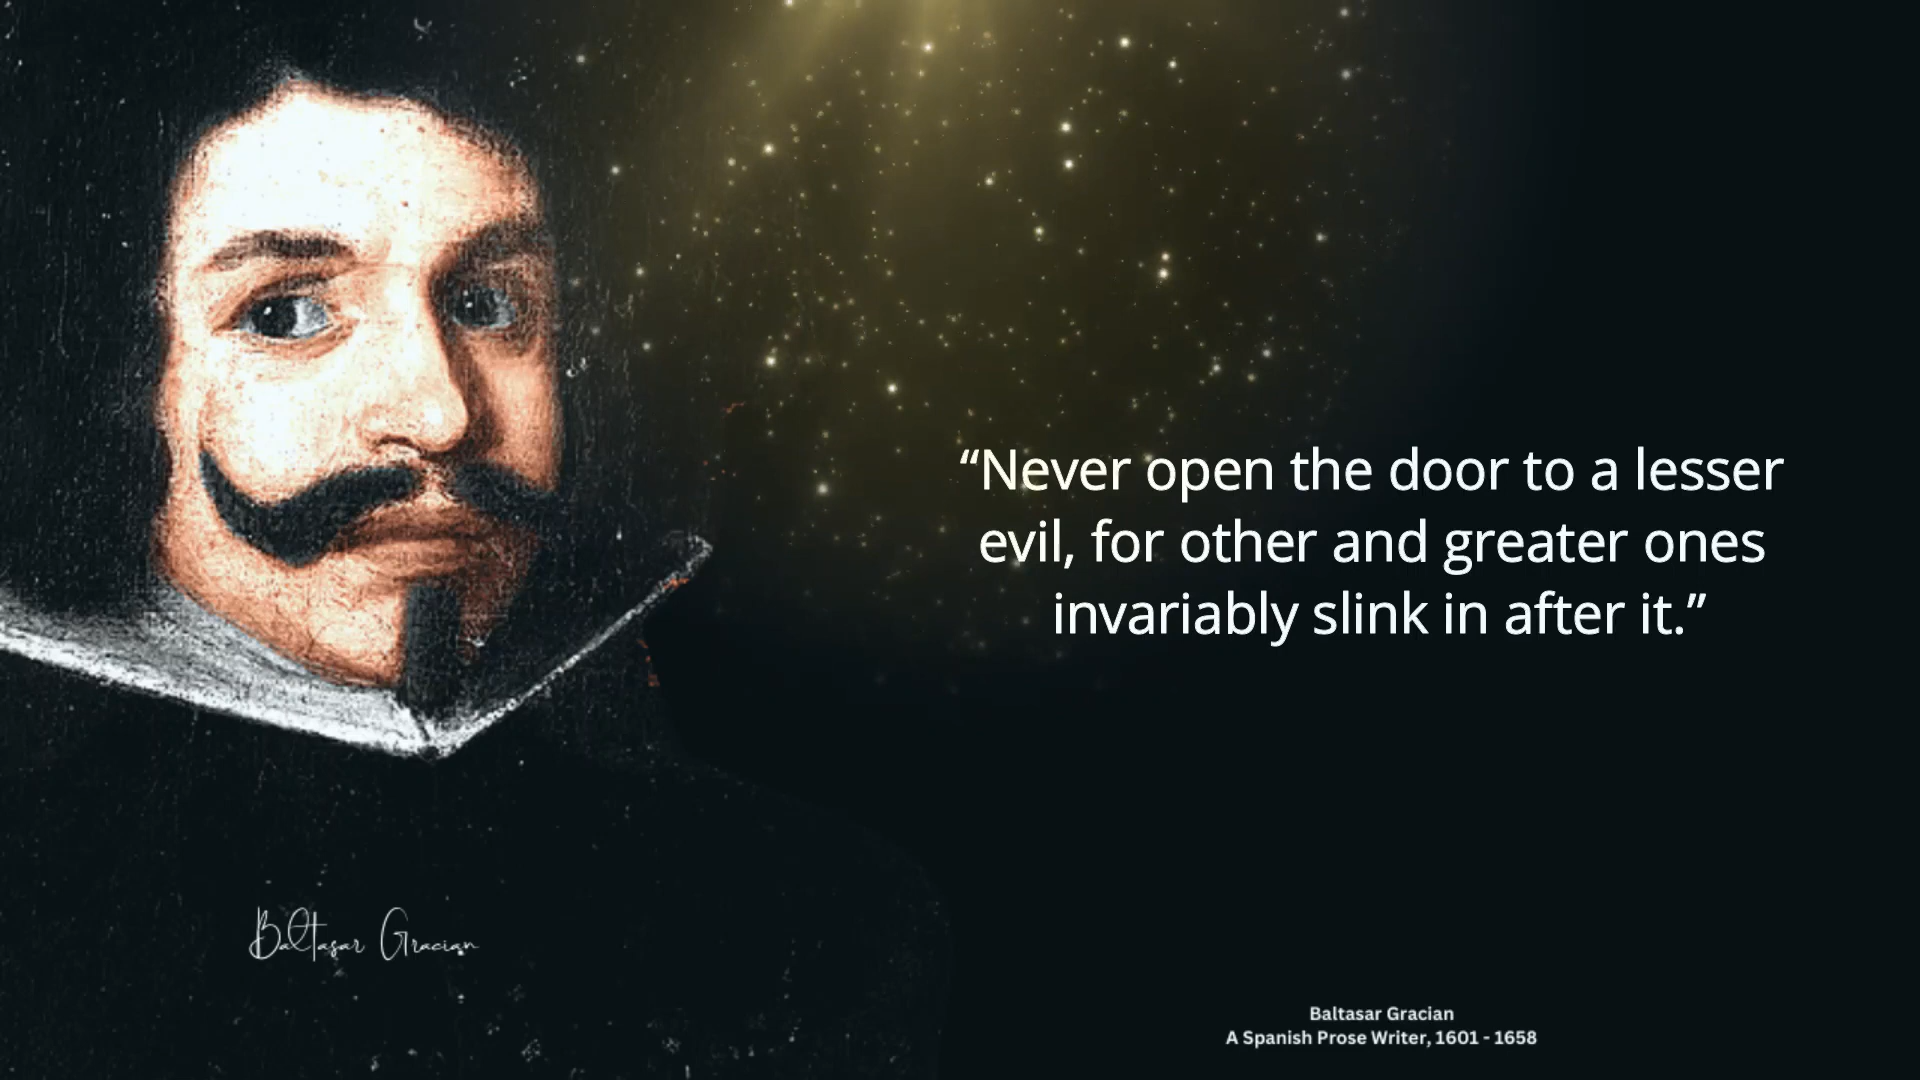 “Never open the door to a lesser
evil, for other and greater ones
invariably slink in after it.”
Baltasar Gracian
Baltasar Gracian
A Spanish Prose Writer, 1601 - 1658